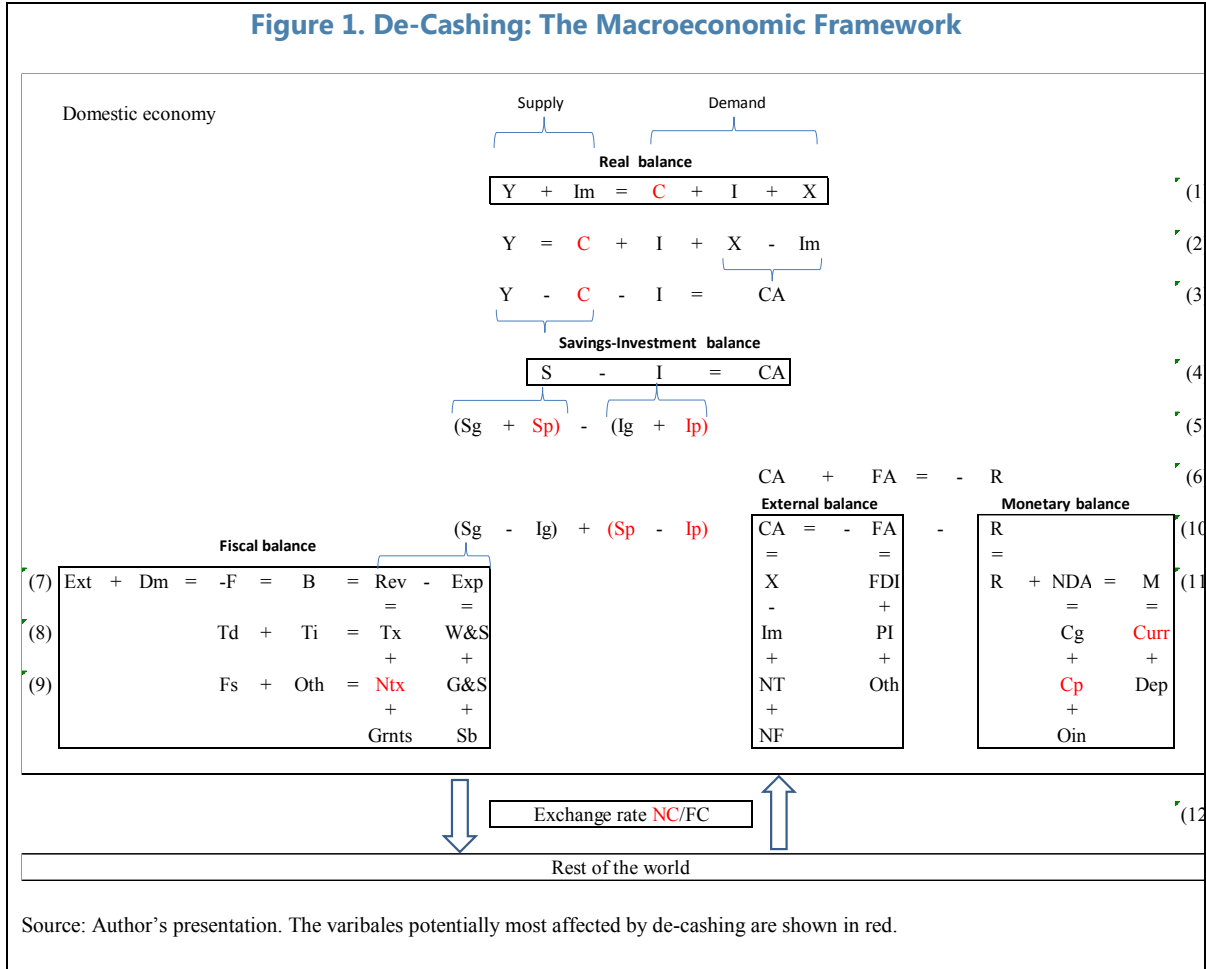 Figure 1. De-Cashing: The Macroeconomic Framework
Domestic economy
Supply Demand
Real balance
Y + Im = C + I + X (1
Y = C + I + X - Im (2
Y - C - I = CA (3
Savings-Investment balance
S - I = CA (4
(Sg + Sp) - (Ig + Ip) (5
CA + FA = - R (6
External balance Monetary balance
(Sg - Ig) + (Sp - Ip) CA = - FA - R (10
Fiscal balance
= = =
(7) Ext + Dm = -F = B = Rev - Exp X FDI R + NDA = M (11
= = - + = =
(8) Td + Ti = Tx W&S Im PI Cg Curr
+ + + + + +
(9) Fs + Oth = Ntx G&S NT Oth Cp Dep
+ + + +
Grnts Sb NF Oin
Exchange rate NC/FC (12
Rest of the world
Source: Author's presentation. The varibales potentially most affected by de-cashing are shown in red.